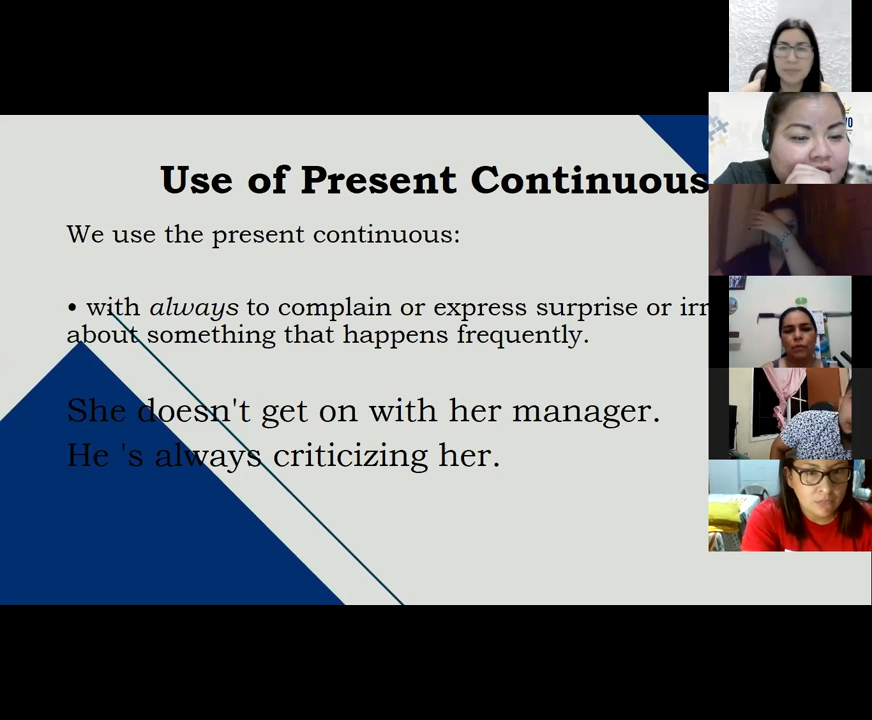 Use of Present Continuous
We use the present continuous:
• with always to complain or express surprise or
about something that happens frequently.
She doesn't get on with her manager.
He 's always criticizing her.